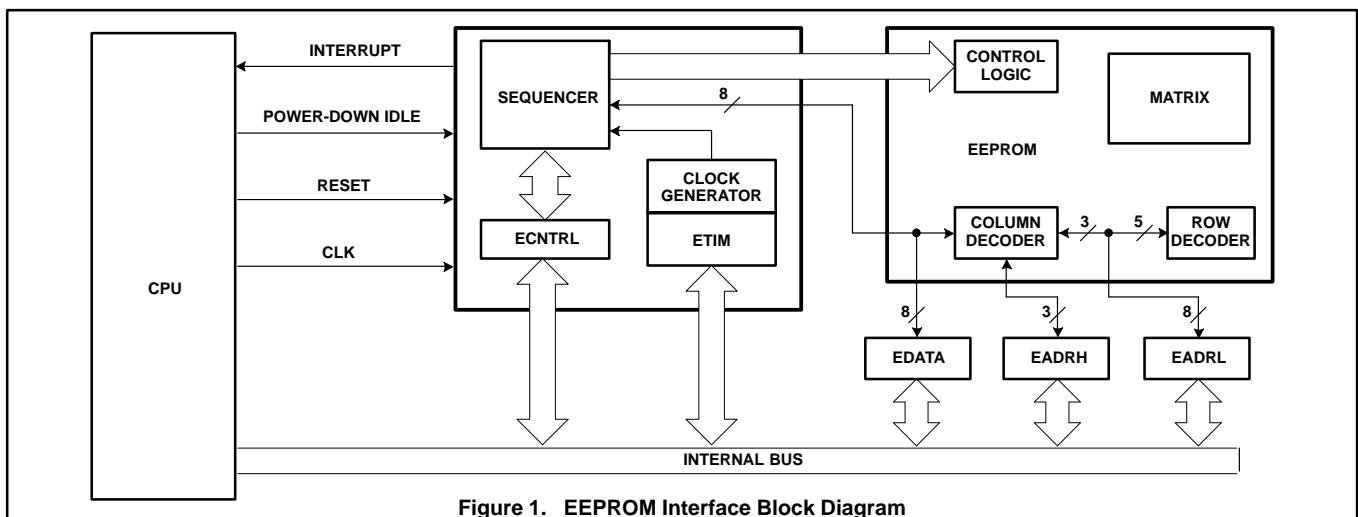 INTERRUPT
POWER-DOWN IDLE
RESET
CLK
CPU
SEQUENCER
8
CLOCK
GENERATOR
ECNTRL
ETIM
CONTROL
LOGIC
MATRIX
EEPROM
COLUMN
DECODER
3
5
ROW
DECODER
8
3
8
EDATA
EADRH
EADRL
INTERNAL BUS
Figure 1. EEPROM Interface Block Diagram